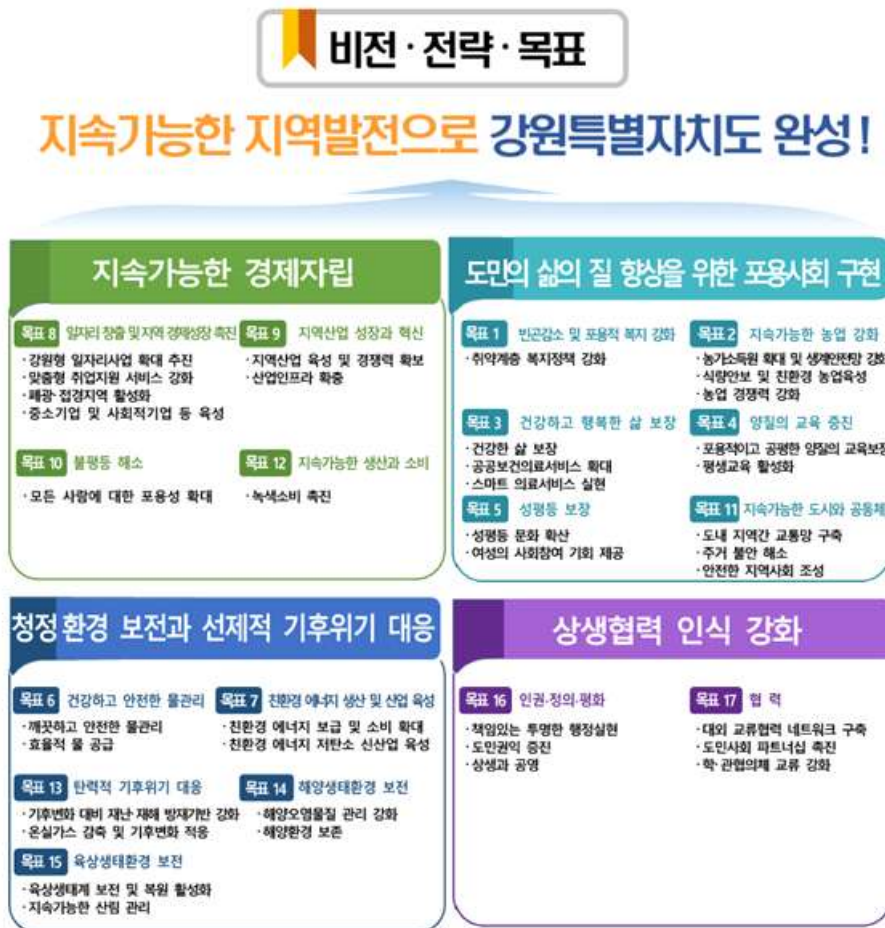 비전·전략·목표
지속가능한 지역발전으로 강원특별자치도 완성!
지속가능한 경제자립
목표 8 일자리 창출 및 지역 경제성장 촉진
·강원형 일자리사업 확대 추진
·맞춤형 취업지원 서비스 강화
·폐광·접경지역 활성화
·중소기업 및 사회적기업 등 육성
목표 9 지역산업 성장과 혁신
·지역산업 육성 및 경쟁력 확보
·산업인프라 확충
목표 10 불평등 해소
·모든 사람에 대한 포용성 확대
목표 12 지속가능한 생산과 소비
·녹색소비 촉진
도민의 삶의 질 향상을 위한 포용사회 구현
목표 1 빈곤감소 및 포용적 복지 강화
·취약계층 복지정책 강화
목표 2 지속가능한 농업 강화
·농가소득원 확대 및 생계안전망 강화
·식량안보 및 친환경 농업육성
·농업 경쟁력 강화
목표 3 건강하고 행복한 삶 보장
·건강한 삶 보장
·공공보건의료서비스 확대
·스마트 의료서비스 실현
목표 4 양질의 교육 증진
·포용적이고 공평한 양질의 교육보장
·평생교육 활성화
목표 5 성평등 보장
·성평등 문화 확산
·여성의 사회참여 기회 제공
목표 11 지속가능한 도시와 공동체
·도내 지역간 교통망 구축
·주거 불안 해소
·안전한 지역사회 조성
청정환경 보전과 선제적 기후위기 대응
목표 6 건강하고 안전한 물관리
·깨끗하고 안전한 물관리
·효율적 물 공급
목표 7 친환경 에너지 생산 및 산업 육성
·친환경 에너지 보급 및 소비 확대
·친환경 에너지 저탄소 신산업 육성
목표 13 탄력적 기후위기 대응
·기후변화 대비 재난·재해 방재기반 강화
·온실가스 감축 및 기후변화 적응
목표 14 해양생태환경 보전
·해양오염물질 관리 강화
·해양환경 보존
목표 15 육상생태환경 보전
·육상생태계 보전 및 복원 활성화
·지속가능한 산림 관리
상생협력 인식 강화
목표 16 인권·정의·평화
·책임있는 투명한 행정실현
·도민권익 증진
·상생과 공영
목표 17 협 력
·대외 교류협력 네트워크 구축
·도민사회 파트너십 촉진
·학·관협의체 교류 강화